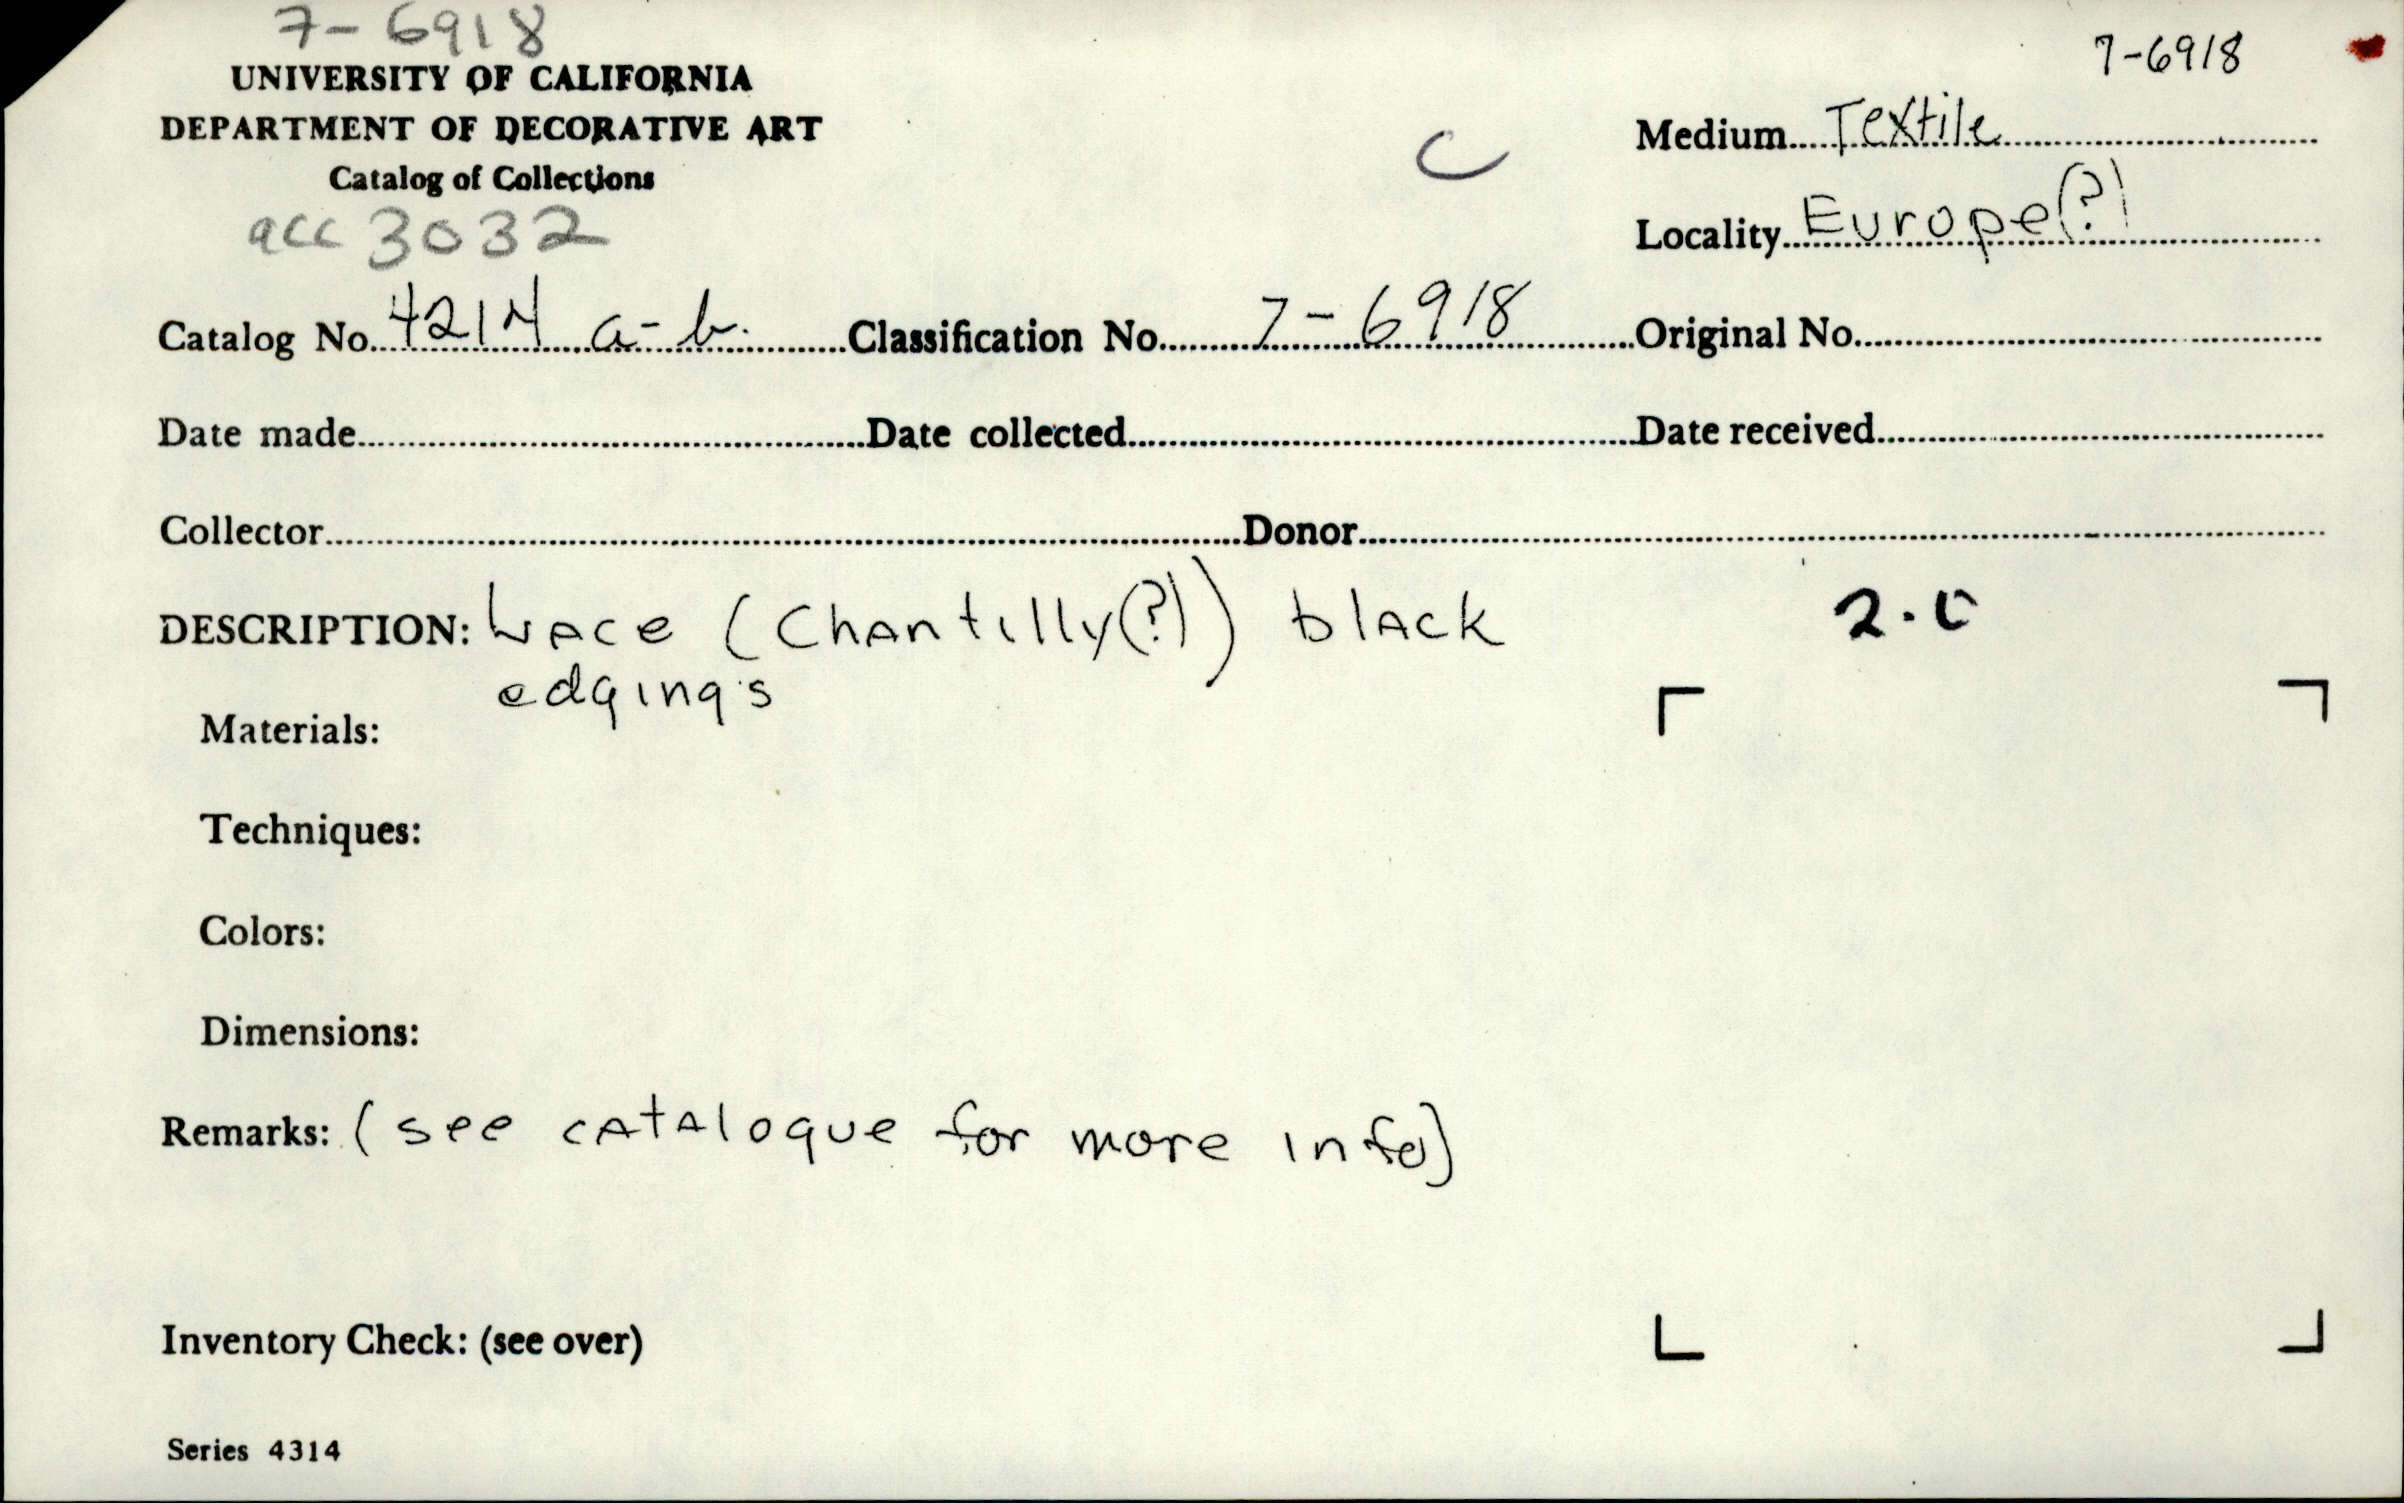 7-6918
7-6918
UNIVERSITY OF CALIFORNIA
DEPARTMENT OF DECORATIVE ART
Catalog of Collections
acc 3032
C
Medium Textile
Locality Europe(?)
Catalog No. a-b. Classification No. 7-6918 Original No.
Date made Date collected Date received
Collector Donor
DESCRIPTION: Lace (Chantilly(?)) black
edgings
Materials:
Techniques:
Colors:
Dimensions:
Remarks: (see catalogue for more info)
Inventory Check: (see over)
Series 4314